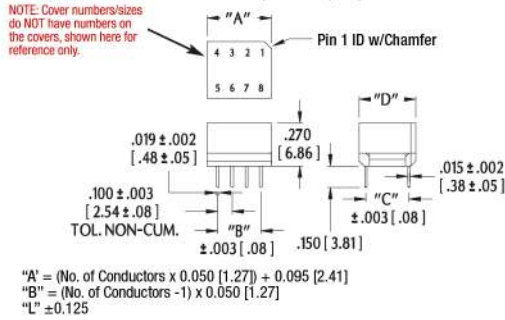 NOTE: Cover numbers/sizes
do NOT have numbers on
the covers, shown here for
reference only.
"A"
Pin 1 ID w/Chamfer
4 3 2 1
5 6 7 8
"D"
.019 ± .002
[ .48 ± .05 ]
.270
[ 6.86 ]
.015 ± .002
[ .38 ± .05 ]
.100 ± .003
[ 2.54 ± .08 ]
TOL. NON-CUM.
"B"
± .003 [ .08 ]
.150 [ 3.81 ]
"C"
± .003 [ .08 ]
"A' = (No. of Conductors x 0.050 [1.27]) + 0.095 [2.41]
"B" = (No. of Conductors -1) x 0.050 [1.27]
"L" ±0.125